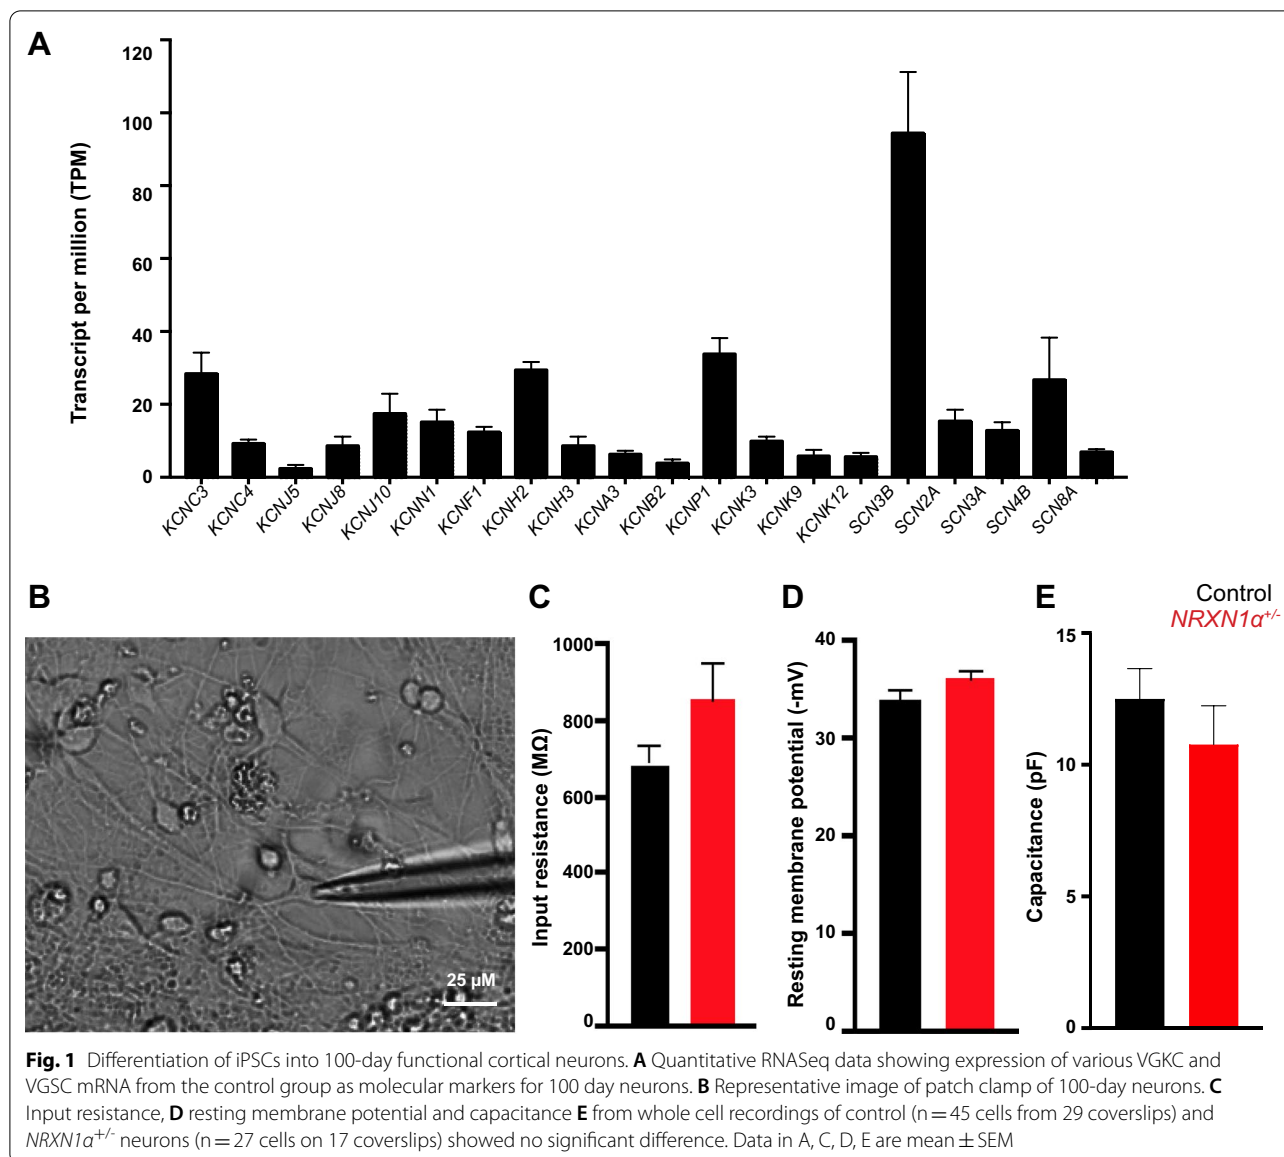 A
Transcript per million (TPM)
120
100
80
60
40
20
0
KCNC3
KCNC4
KCNJ5
KCNJ8
KCNJ10
KCNN1
KCNF1
KCNH2
KCNH3
KCNA3
KCNB2
KCNP1
KCNK3
KCNK9
KCNK12
SCN3B
SCN2A
SCN3A
SCN4B
SCN8A
B
25 µM
C
Input resistance (MΩ)
1000
800
600
400
200
0
D
Resting membrane potential (-mV)
40
30
20
10
0
E
Control
NRXN1α+/-
Capacitance (pF)
15
10
5
0
Fig. 1 Differentiation of iPSCs into 100-day functional cortical neurons. A Quantitative RNASeq data showing expression of various VGKC and
VGSC mRNA from the control group as molecular markers for 100 day neurons. B Representative image of patch clamp of 100-day neurons. C
Input resistance, D resting membrane potential and capacitance E from whole cell recordings of control (n = 45 cells from 29 coverslips) and
NRXN1α+/- neurons (n = 27 cells on 17 coverslips) showed no significant difference. Data in A, C, D, E are mean ± SEM